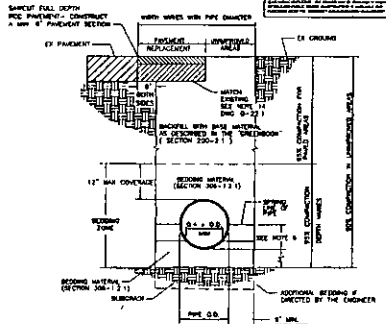 SAWCUT FULL DEPTH
PCC PAVEMENT- CONSTRUCT
A MIN 6" PAVEMENT SECTION
WIDTH VARIES WITH PIPE DIAMETER
EX PAVEMENT
PAVEMENT
REPLACEMENT
UNIMPROVED
AREAS
EX GROUND
6"
BOTH
SIDES
MATCH
EXISTING
SEE NOTE 14
BACKFILL WITH BASE MATERIAL
AS DESCRIBED IN THE "GREENBOOK"
( SECTION 200-2 1 )
95% COMPACTION FOR
PAVED AREAS
90% COMPACTION IN UNIMPROVED AREAS
12" MAX COVERAGE
BEDDING MATERIAL
(SECTION 306-1 2 1)
BEDDING
ZONE
SPRING
LINE OF
PIPE
O.D.
MIN
SEE NOTE 6
COMPACTION
DEPTH VARIES
BEDDING MATERIAL
(SECTION 306-1 2 1)
SUBGRADE
ADDITIONAL BEDDING IF
DIRECTED BY THE ENGINEER
PIPE O.D.
MIN.